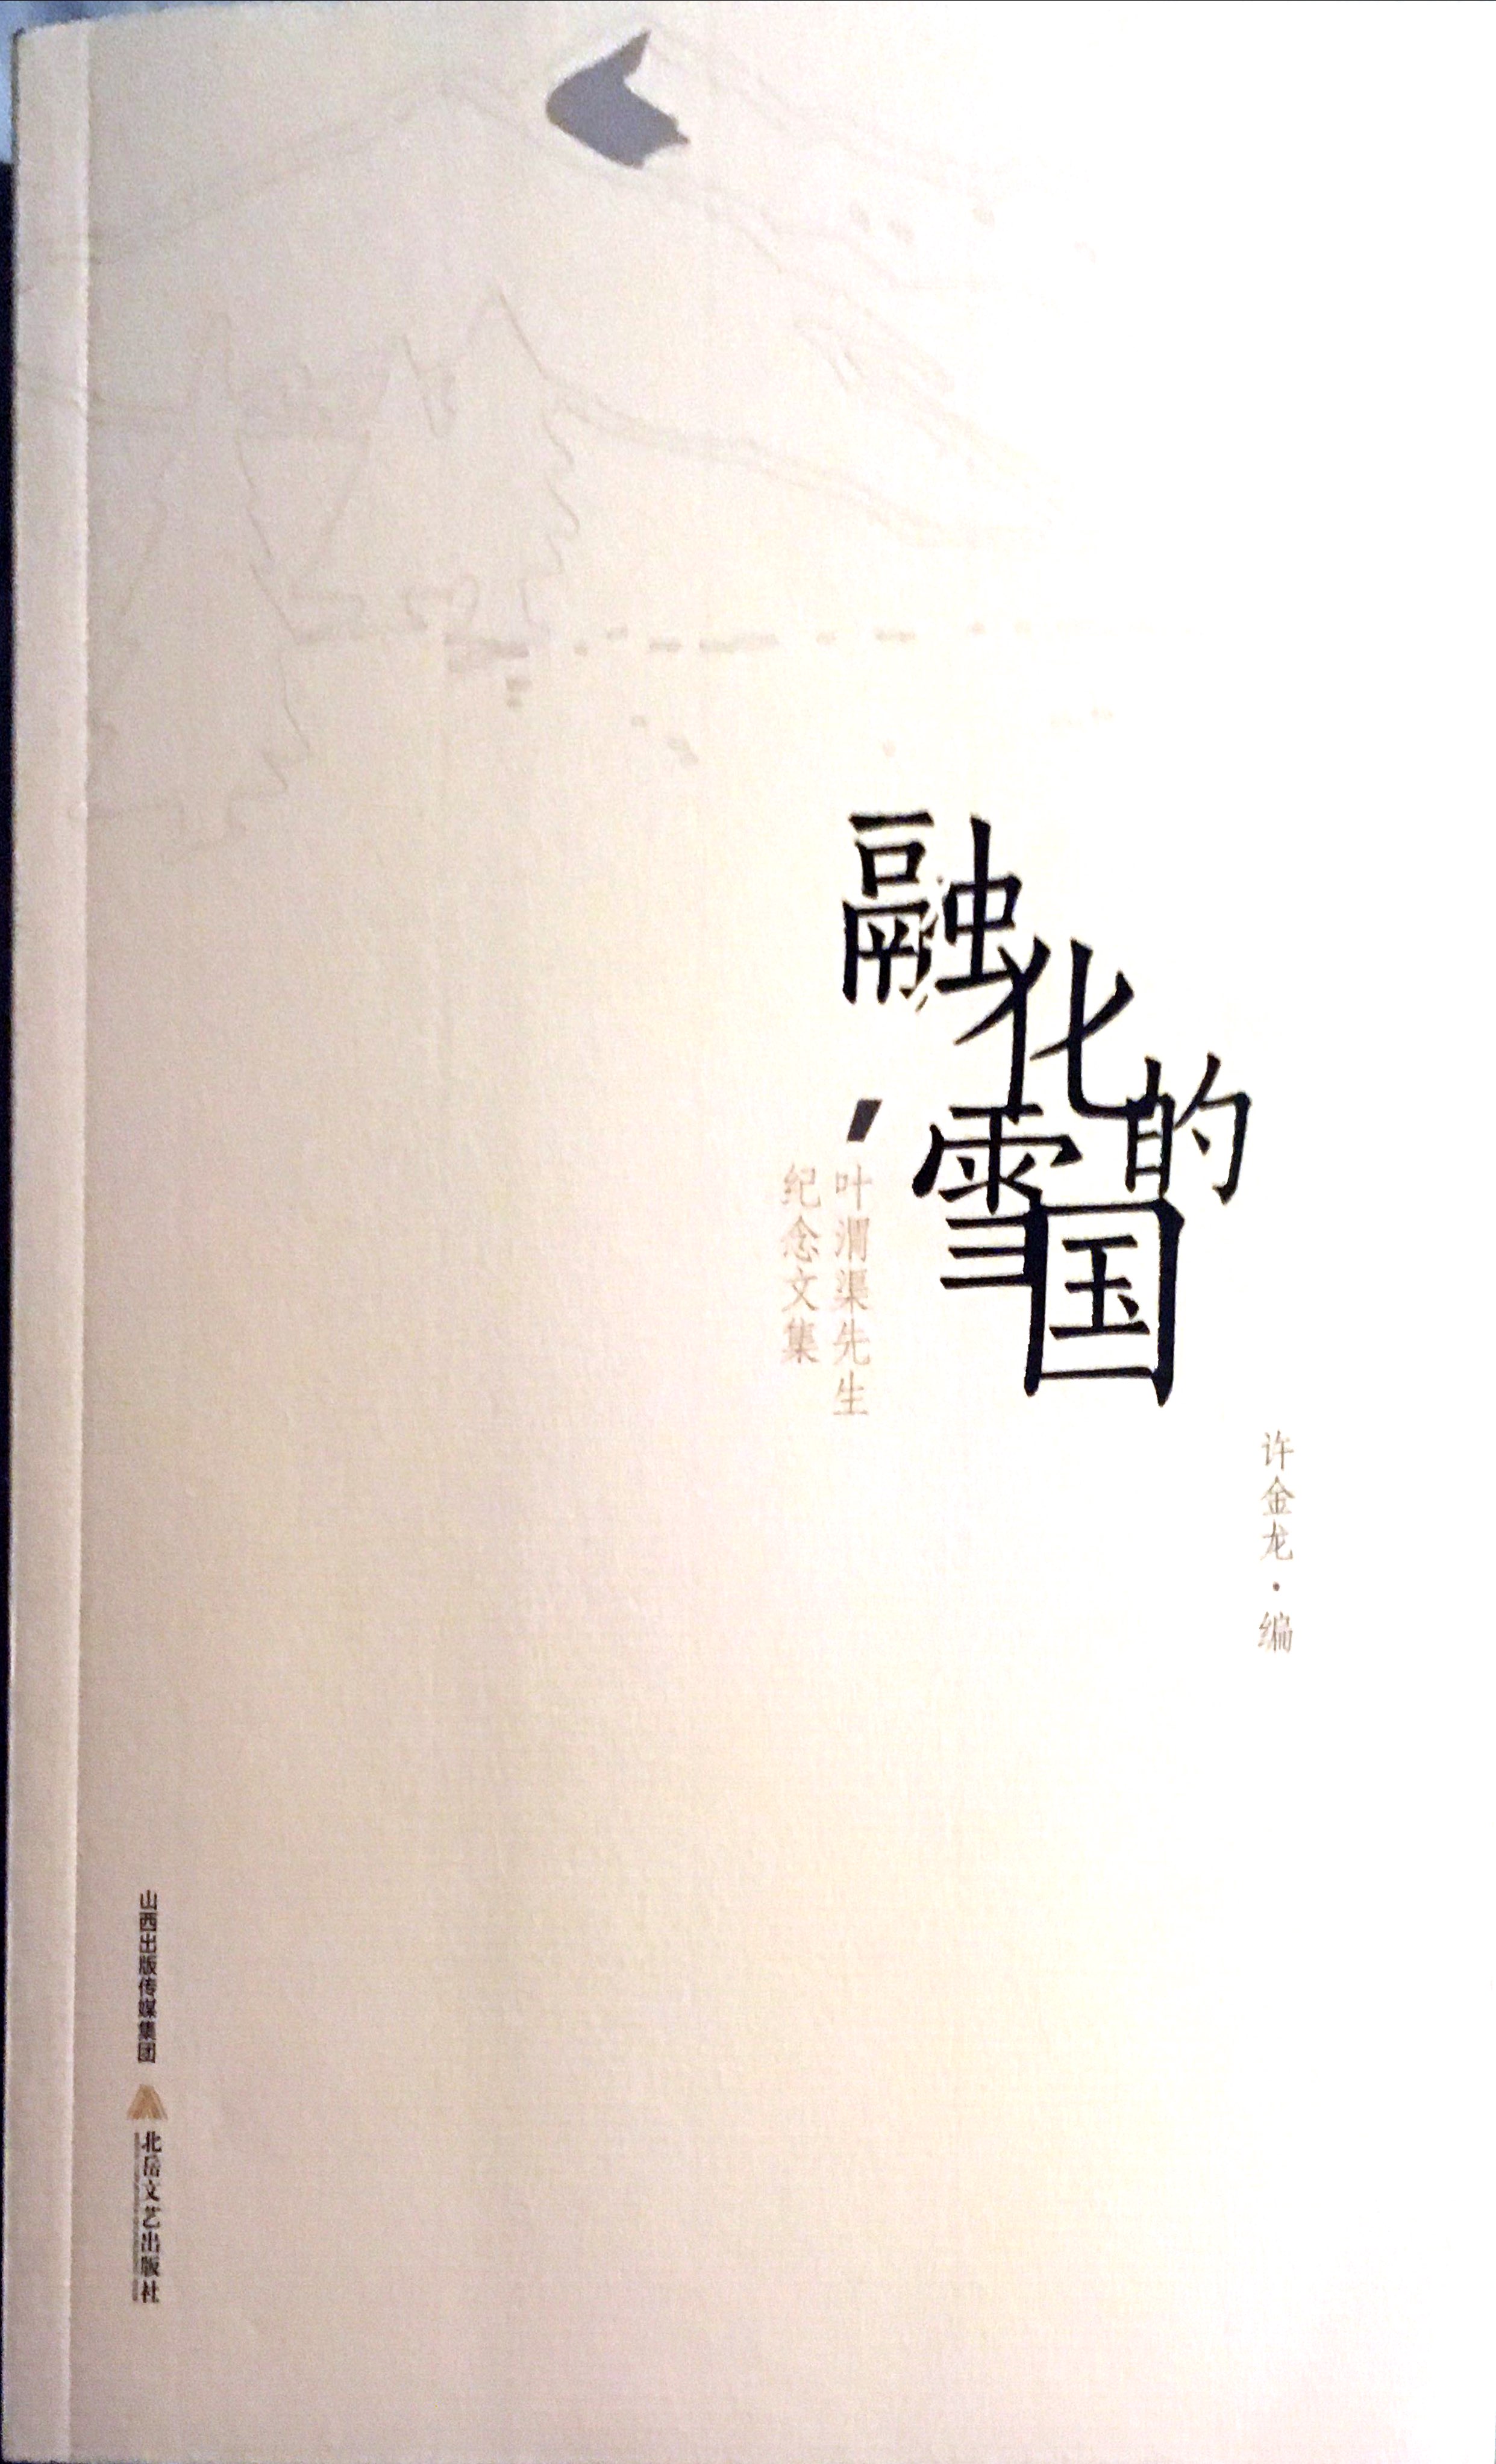 融化的雪国
叶渭渠先生
纪念文集
许金龙·编
山西出版传媒集团
北岳文艺出版社